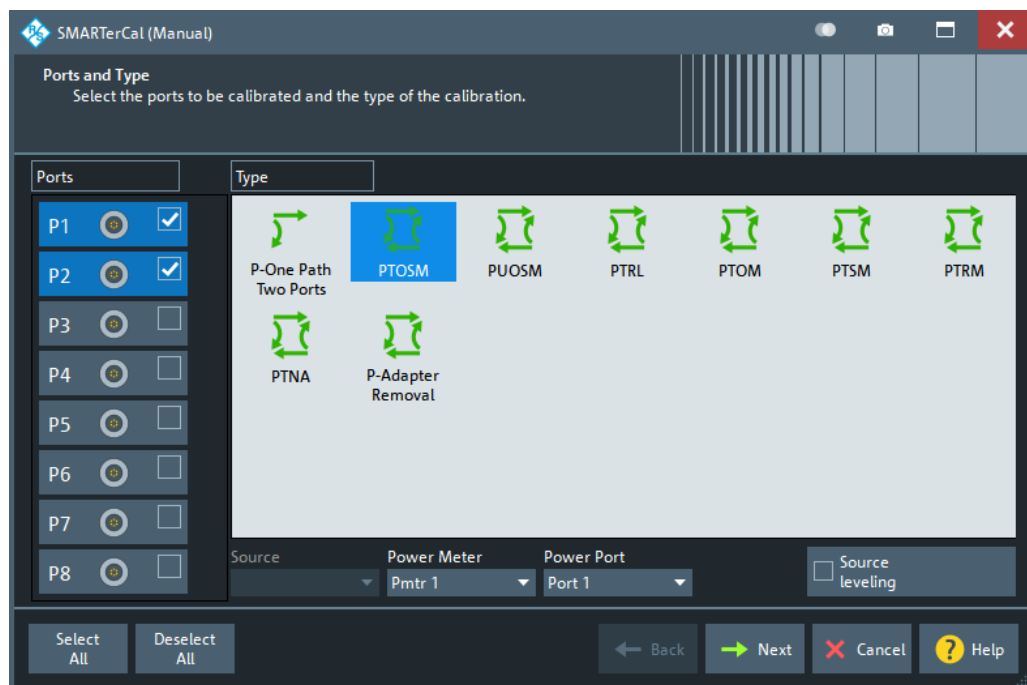 SMARTerCal (Manual)
Ports and Type
Select the ports to be calibrated and the type of the calibration.
Ports
Type
P1
P2
P3
P4
P5
P6
P7
P8
P-One Path
Two Ports
PTOSM
PUOSM
PTRL
PTOM
PTSM
PTRM
PTNA
P-Adapter
Removal
Source
Power Meter
Pmtr 1
Power Port
Port 1
Source
leveling
Select
All
Deselect
All
Back
Next
Cancel
? Help